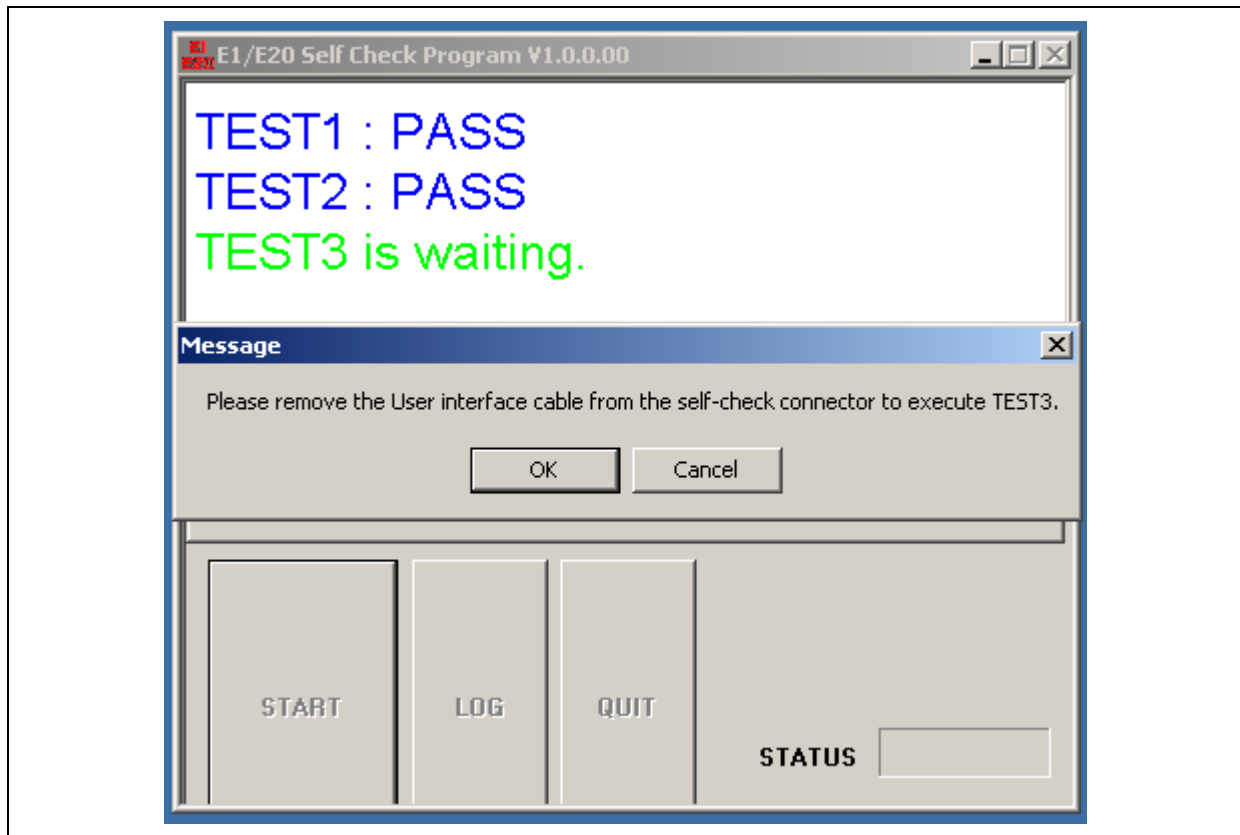 E1/E20 Self Check Program V1.0.0.00
TEST1 : PASS
TEST2 : PASS
TEST3 is waiting.
Message
Please remove the User interface cable from the self-check connector to execute TEST3.
OK Cancel
START LOG QUIT
STATUS